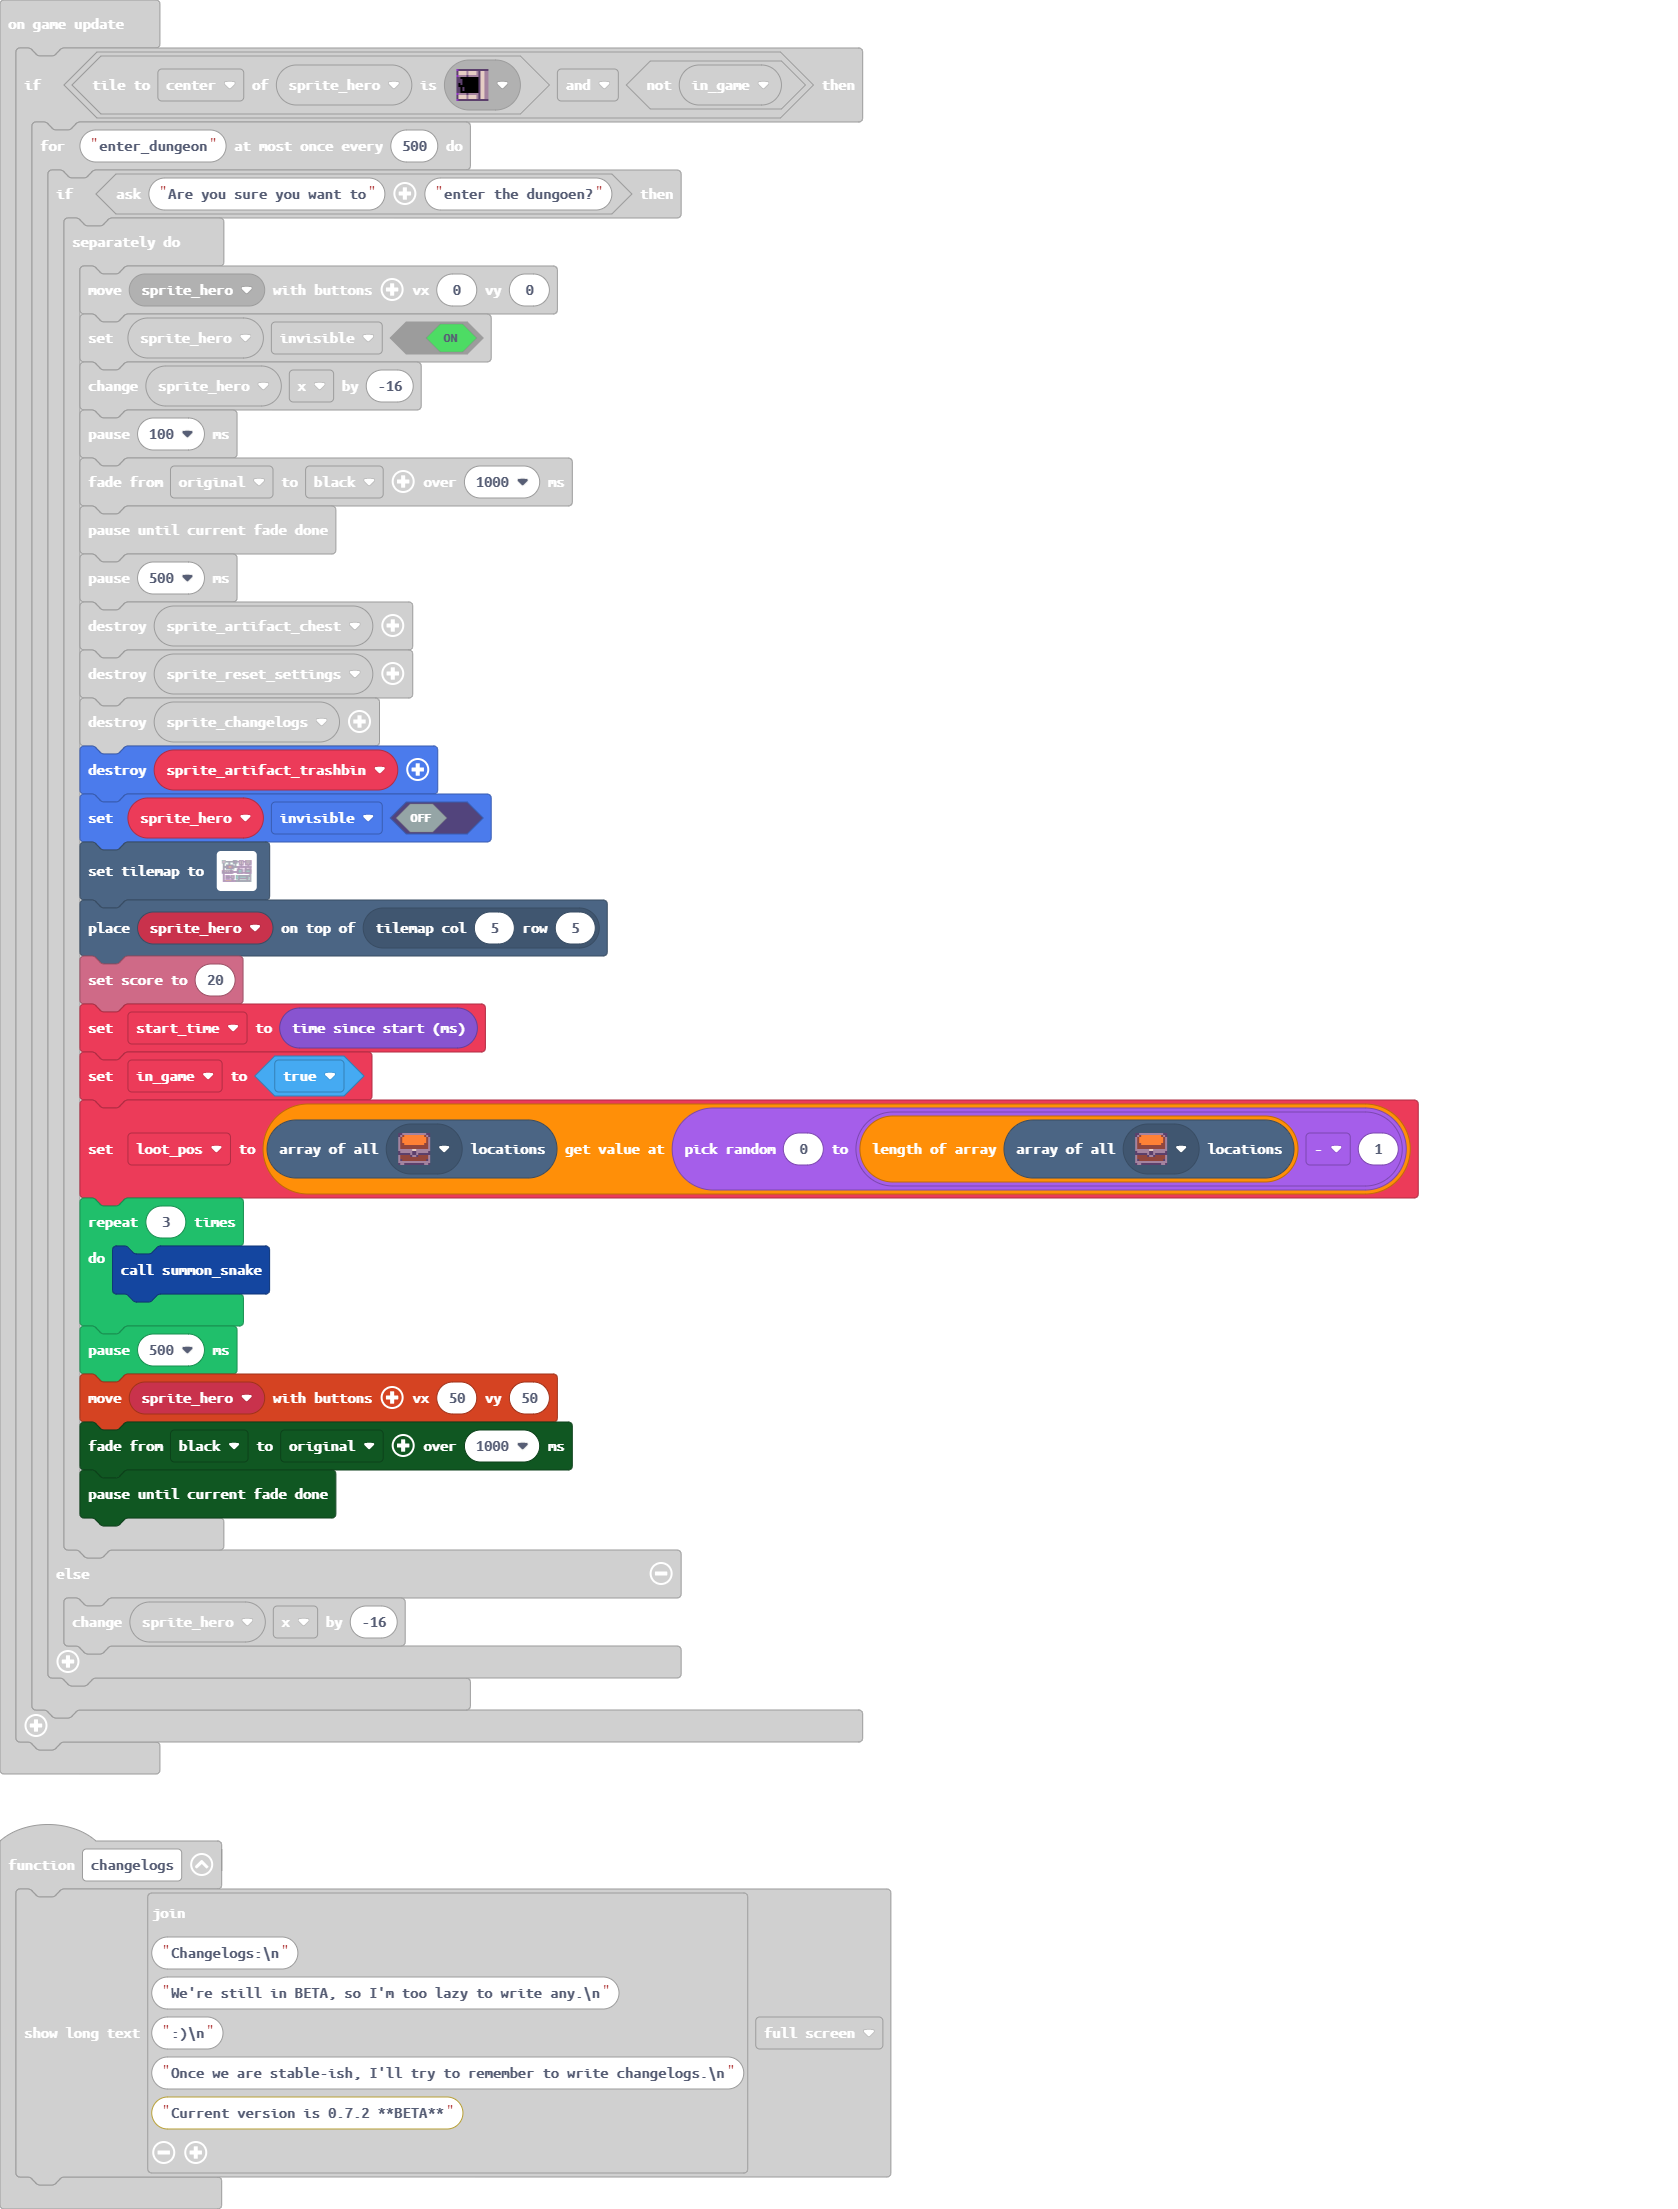 on game update
if tile to center of sprite_hero is and not in_game then
for "enter_dungeon" at most once every 500 do
if ask "Are you sure you want to" "enter the dungoen?" then
separately do
move sprite_hero with buttons vx 0 vy 0
set sprite_hero invisible ON
change sprite_hero x by -16
pause 100 ms
fade from original to black over 1000 ms
pause until current fade done
pause 500 ms
destroy sprite_artifact_chest
destroy sprite_reset_settings
destroy sprite_changelogs
destroy sprite_artifact_trashbin
set sprite_hero invisible OFF
set tilemap to
place sprite_hero on top of tilemap col 5 row 5
set score to 20
set start_time to time since start (ms)
set in_game to true
set loot_pos to array of all locations get value at pick random 0 to length of array array of all locations - 1
repeat 3 times
do call summon_snake
pause 500 ms
move sprite_hero with buttons vx 50 vy 50
fade from black to original over 1000 ms
pause until current fade done
else
change sprite_hero x by -16
function changelogs
join
"Changelogs:\n"
"We're still in BETA, so I'm too lazy to write any.\n"
show long text ":)\n" full screen
"Once we are stable-ish, I'll try to remember to write changelogs.\n"
"Current version is 0.7.2 **BETA**"